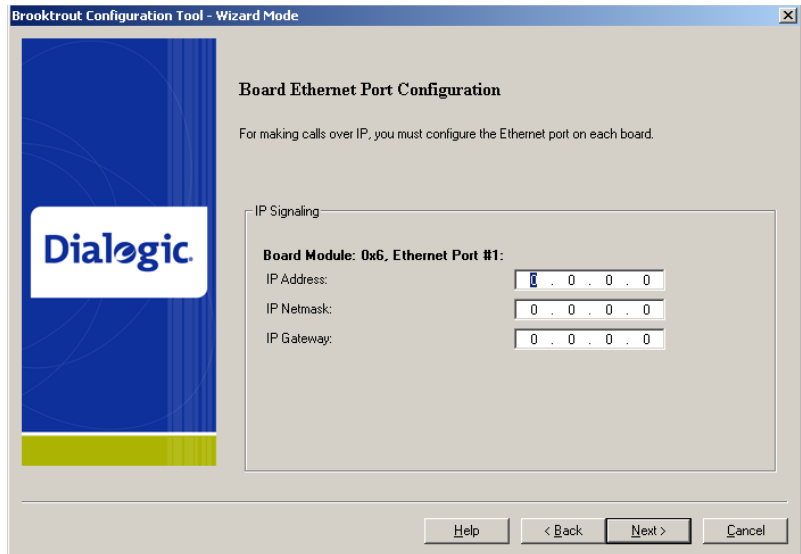 Brooktrout Configuration Tool - Wizard Mode
Board Ethernet Port Configuration
For making calls over IP, you must configure the Ethernet port on each board.
Dialogic.
IP Signaling
Board Module: 0x6, Ethernet Port #1:
IP Address: 0 . 0 . 0 . 0
IP Netmask: 0 . 0 . 0 . 0
IP Gateway: 0 . 0 . 0 . 0
Help < Back Next > Cancel